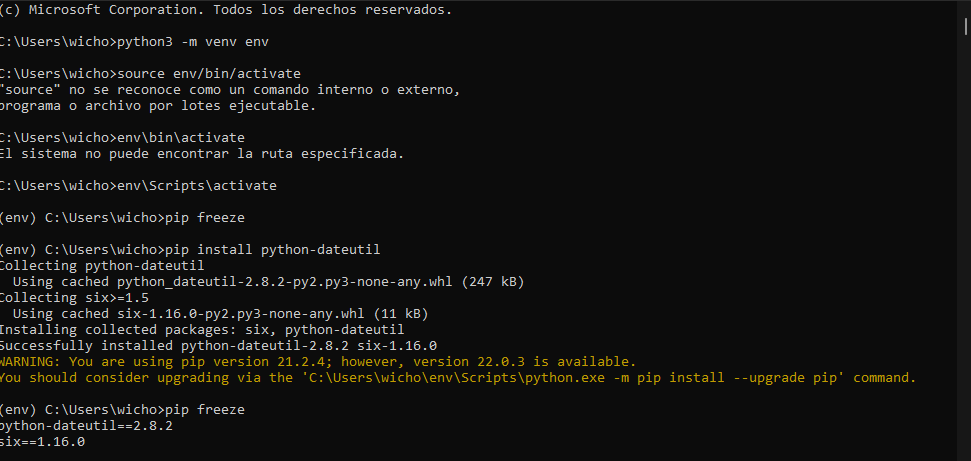 (c) Microsoft Corporation. Todos los derechos reservados.
C:\Users\wicho>python3 -m venv env
C:\Users\wicho>source env/bin/activate
"source" no se reconoce como un comando interno o externo,
programa o archivo por lotes ejecutable.
C:\Users\wicho>env\bin\activate
El sistema no puede encontrar la ruta especificada.
C:\Users\wicho>env\Scripts\activate
(env) C:\Users\wicho>pip freeze
(env) C:\Users\wicho>pip install python-dateutil
Collecting python-dateutil
  Using cached python_dateutil-2.8.2-py2.py3-none-any.whl (247 kB)
Collecting six>=1.5
  Using cached six-1.16.0-py2.py3-none-any.whl (11 kB)
Installing collected packages: six, python-dateutil
Successfully installed python-dateutil-2.8.2 six-1.16.0
WARNING: You are using pip version 21.2.4; however, version 22.0.3 is available.
You should consider upgrading via the 'C:\Users\wicho\env\Scripts\python.exe -m pip install --upgrade pip' command.
(env) C:\Users\wicho>pip freeze
python-dateutil==2.8.2
six==1.16.0